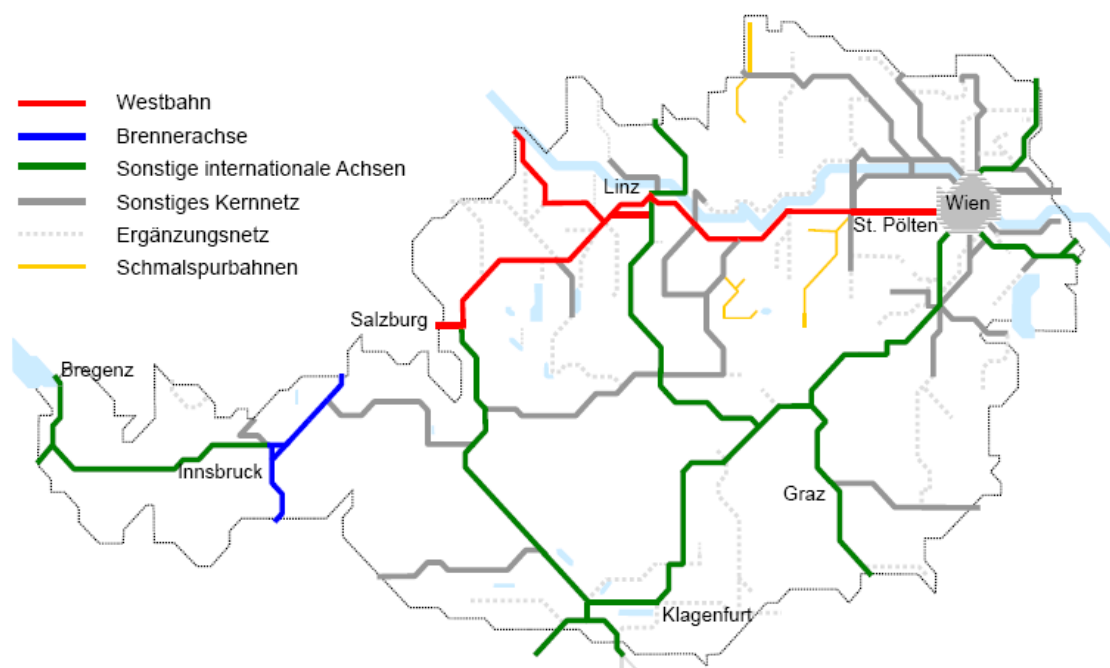 Westbahn
Brennerachse
Sonstige internationale Achsen
Sonstiges Kernnetz
Ergänzungsnetz
Schmalspurbahnen
Linz
Wien
St. Pölten
Salzburg
Bregenz
Innsbruck
Graz
Klagenfurt